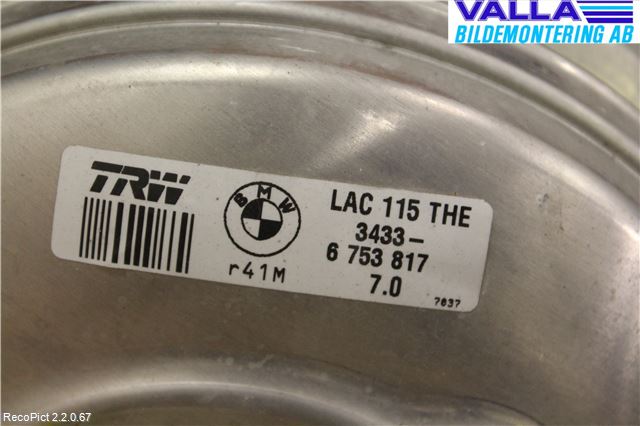 VALLA
BILDEMONTERING AB
TRW
BMW
r41M
LAC 115 THE
3433-
6 753 817
7.0
7637
RecoPict 2.2.0.67